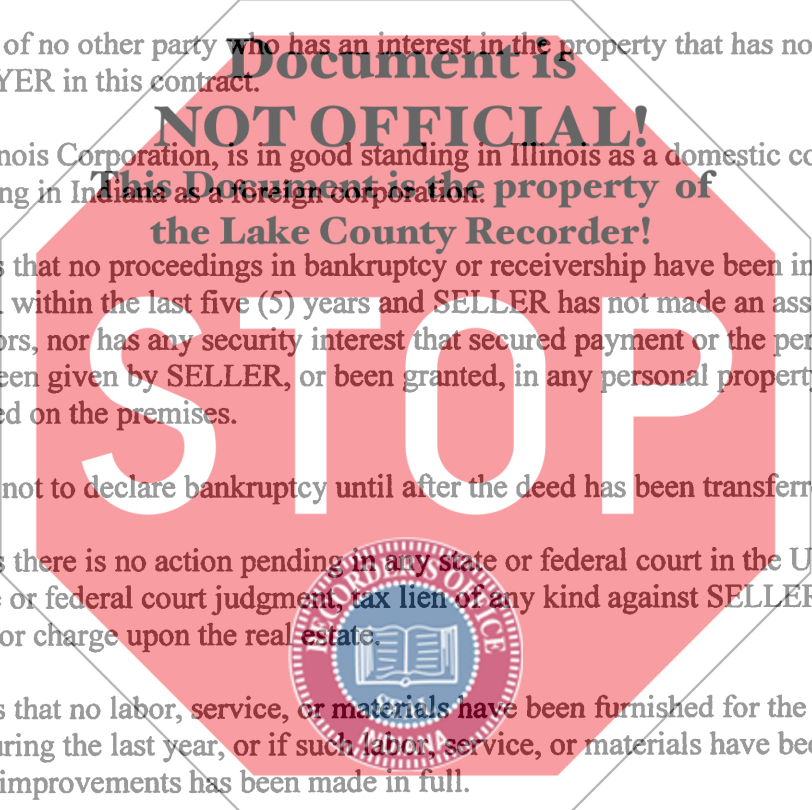 of no other party who has an interest in the property that has no
YER in this contract.
Document is
NOT OFFICIAL!
nois Corporation, is in good standing in Illinois as a domestic co
ng in Indiana as a foreign corporation.
This Document is the property of
the Lake County Recorder!
s that no proceedings in bankruptcy or receivership have been in
within the last five (5) years and SELLER has not made an ass
ors, nor has any security interest that secured payment or the per
een given by SELLER, or been granted, in any personal property
ed on the premises.
STOP
not to declare bankruptcy until after the deed has been transferr
s there is no action pending in any state or federal court in the U
e or federal court judgment, tax lien of any kind against SELLER
or charge upon the real estate.
RECORDER'S OFFICE
SEAL
INDIANA
s that no labor, service, or materials have been furnished for the
uring the last year, or if such labor, service, or materials have bee
improvements has been made in full.